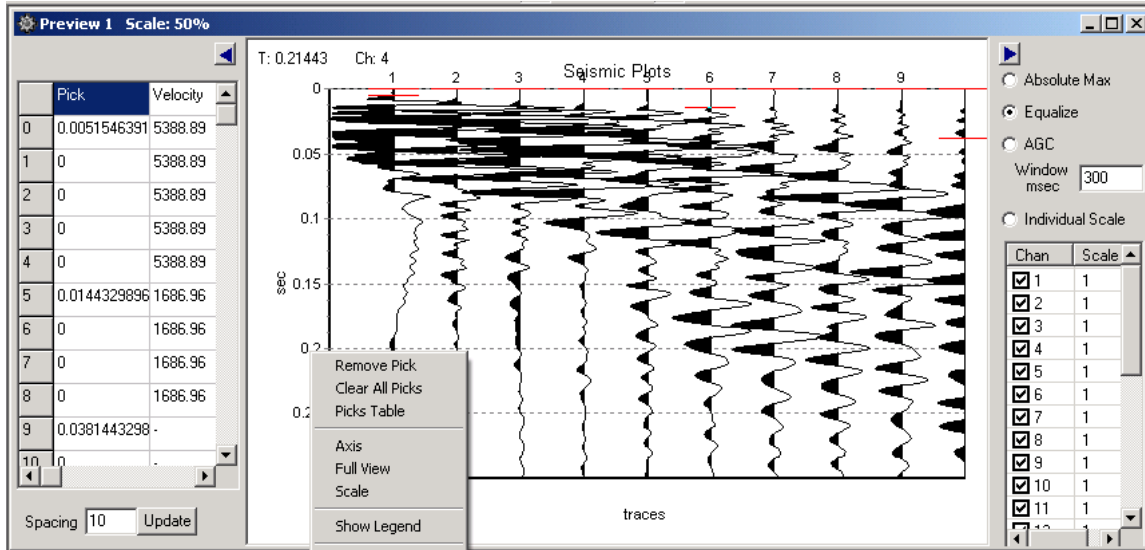 Preview 1 Scale: 50%
T: 0.21443 Ch: 4
Seismic Plots
1 2 3 4 5 6 7 8 9
0
0.05
0.1
0.15
0.2
sec
traces
Pick Velocity
0 0.0051546391 5388.89
1 0 5388.89
2 0 5388.89
3 0 5388.89
4 0 5388.89
5 0.0144329896 1686.96
6 0 1686.96
7 0 1686.96
8 0 1686.96
9 0.0381443298 -
10 0 -
Spacing 10 Update
Remove Pick
Clear All Picks
Picks Table
Axis
Full View
Scale
Show Legend
Absolute Max
Equalize
AGC
Window
msec 300
Individual Scale
Chan Scale
1 1
2 1
3 1
4 1
5 1
6 1
7 1
8 1
9 1
10 1
11 1